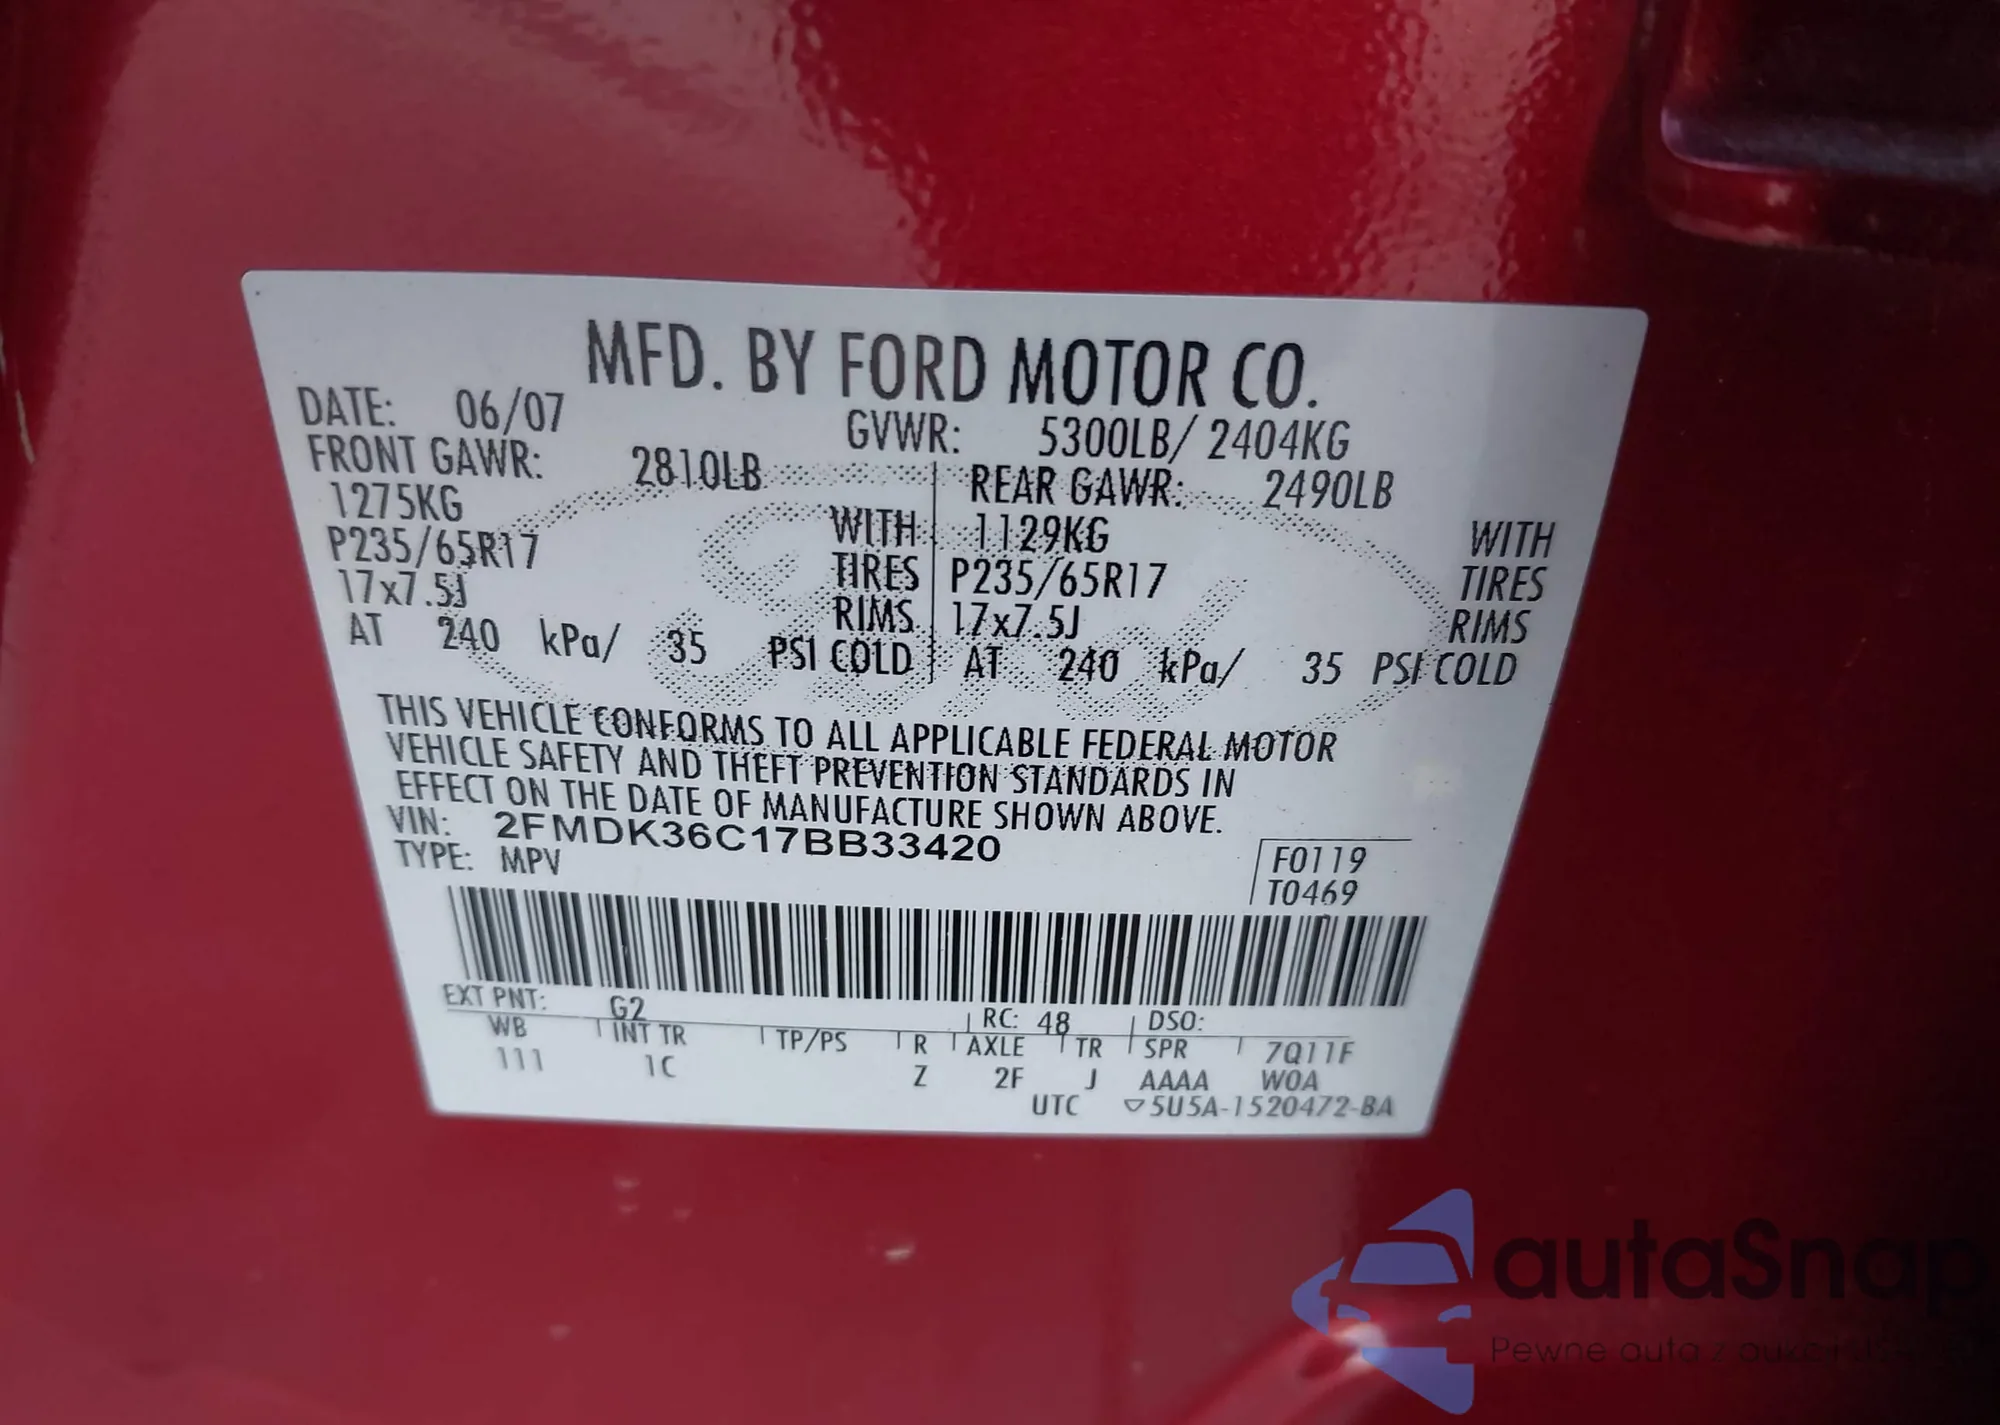 MFD. BY FORD MOTOR CO.
DATE: 06/07 GVWR: 5300LB/ 2404KG
FRONT GAWR: 2810LB REAR GAWR: 2490LB
1275KG WITH 1129KG WITH
P235/65R17 TIRES P235/65R17 TIRES
17x7.5J RIMS 17x7.5J RIMS
AT 240 kPa/ 35 PSI COLD AT 240 kPa/ 35 PSI COLD
THIS VEHICLE CONFORMS TO ALL APPLICABLE FEDERAL MOTOR
VEHICLE SAFETY AND THEFT PREVENTION STANDARDS IN
EFFECT ON THE DATE OF MANUFACTURE SHOWN ABOVE.
VIN: 2FMDK36C17BB33420
TYPE: MPV
F0119
T0469
EXT PNT: G2 RC: 48 DSO:
WB INT TR TP/PS R AXLE TR SPR 7Q11F
111 1C Z 2F J AAAA W0A
UTC ▽5U5A-1520472-BA
Ford
autaSnap
Pewne auta z